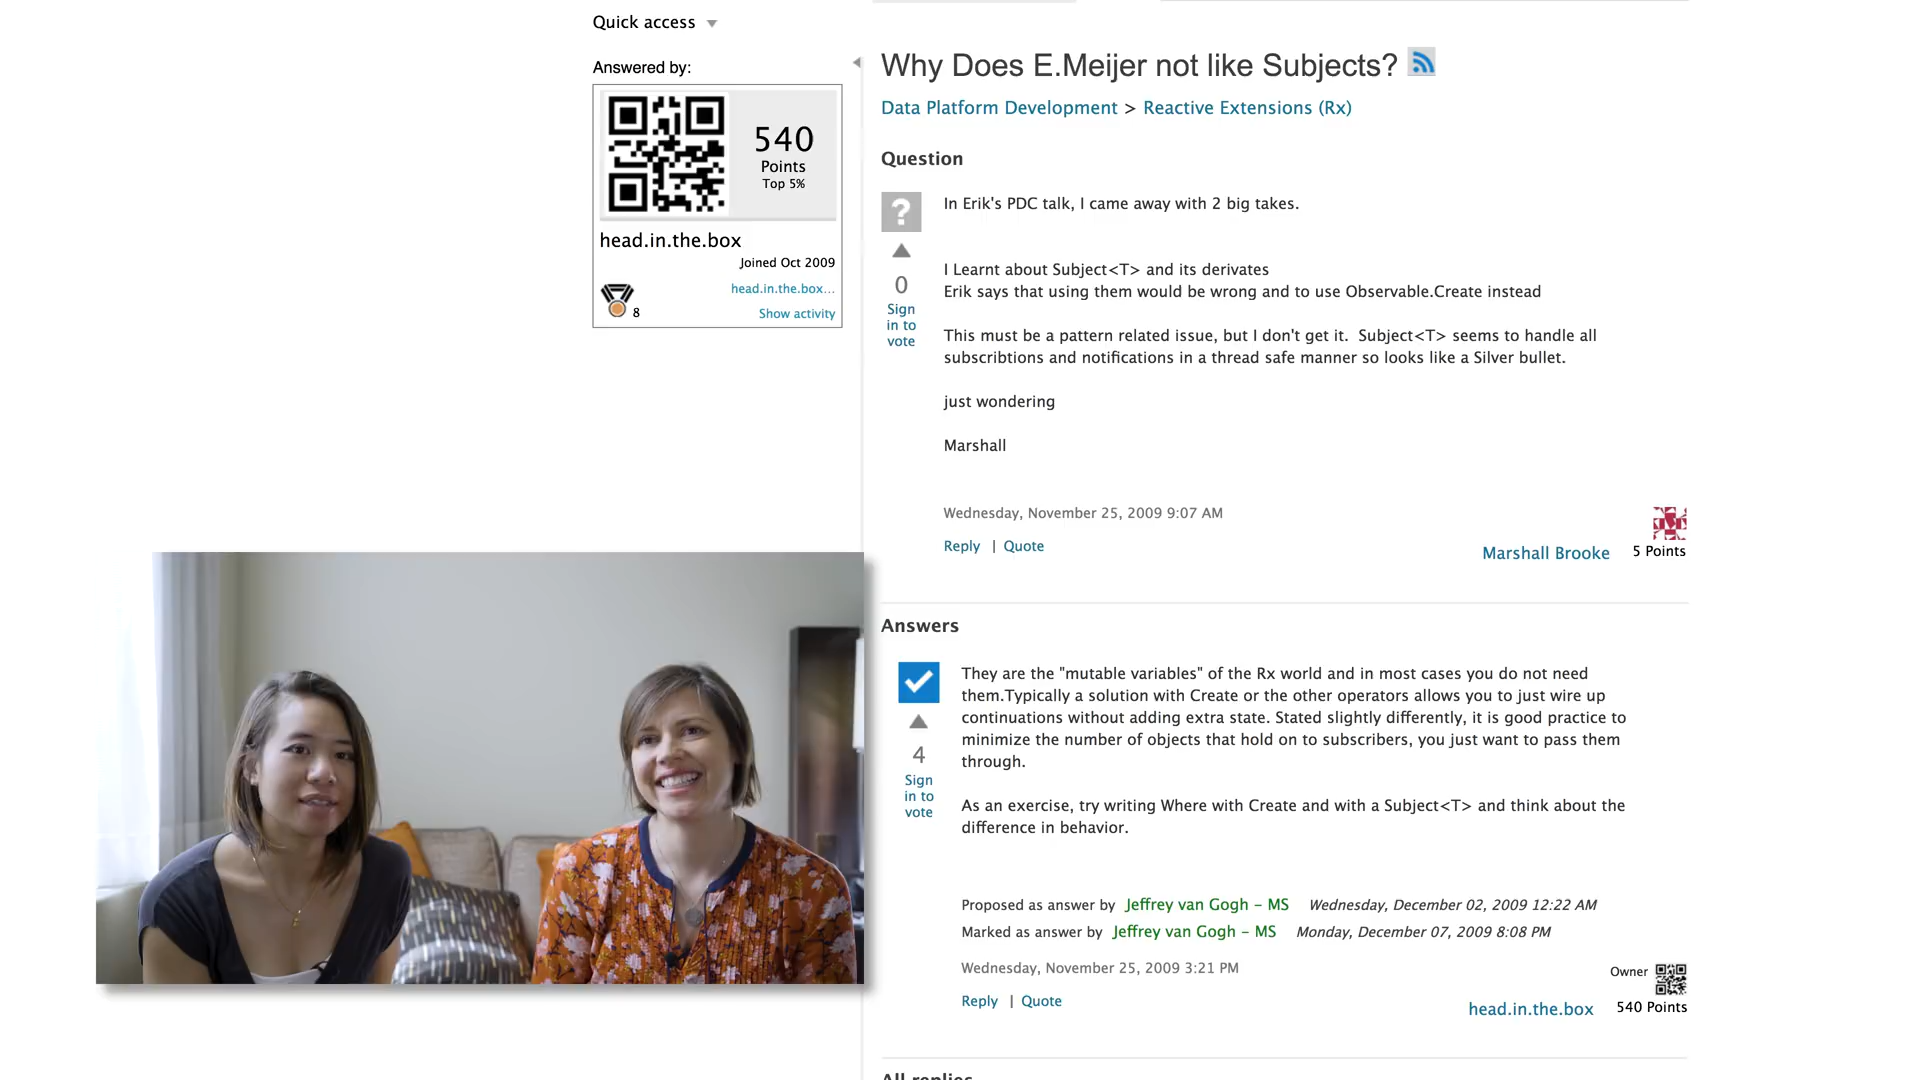 Quick access
Answered by:
540
Points
Top 5%
head.in.the.box
Joined Oct 2009
head.in.the.box...
8
Show activity
Why Does E.Meijer not like Subjects?
Data Platform Development > Reactive Extensions (Rx)
Question
?
In Erik's PDC talk, I came away with 2 big takes.
I Learnt about Subject<T> and its derivates
Erik says that using them would be wrong and to use Observable.Create instead
0
Sign
in to
vote
This must be a pattern related issue, but I don't get it.  Subject<T> seems to handle all
subscribtions and notifications in a thread safe manner so looks like a Silver bullet.
just wondering
Marshall
Wednesday, November 25, 2009 9:07 AM
Reply | Quote
Marshall Brooke
5 Points
Answers
They are the "mutable variables" of the Rx world and in most cases you do not need
them.Typically a solution with Create or the other operators allows you to just wire up
continuations without adding extra state. Stated slightly differently, it is good practice to
minimize the number of objects that hold on to subscribers, you just want to pass them
through.
4
Sign
in to
vote
As an exercise, try writing Where with Create and with a Subject<T> and think about the
difference in behavior.
Proposed as answer by Jeffrey van Gogh - MS Wednesday, December 02, 2009 12:22 AM
Marked as answer by Jeffrey van Gogh - MS Monday, December 07, 2009 8:08 PM
Wednesday, November 25, 2009 3:21 PM
Reply | Quote
Owner
head.in.the.box
540 Points
All replies